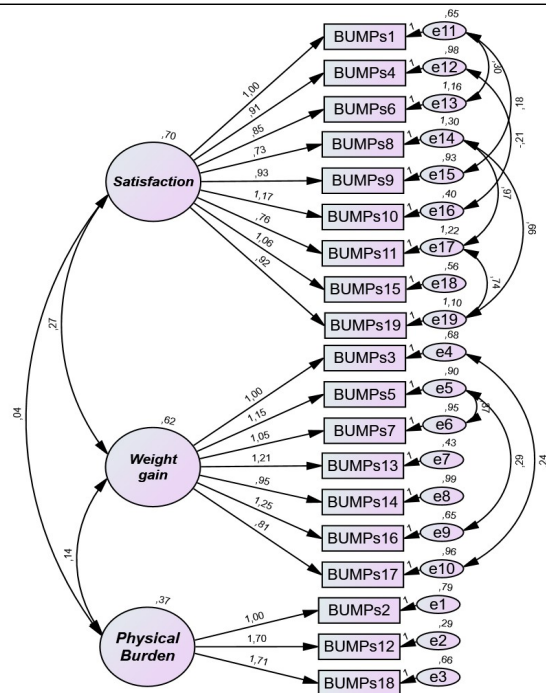 ,65
BUMPs1
1
e11
,98
BUMPs4
1
e12
,30
1,16
BUMPs6
1
e13
1,00
,91
,85
,18
1,30
BUMPs8
1
e14
,73
-,21
,70
Satisfaction
,93
,93
BUMPs9
1
e15
1,17
,40
BUMPs10
1
e16
,97
,76
1,22
BUMPs11
1
e17
,66
1,06
,56
BUMPs15
1
e18
,74
,92
1,10
BUMPs19
1
e19
,68
BUMPs3
1
e4
,27
,90
BUMPs5
1
e5
1,00
,95
BUMPs7
1
e6
1,15
,04
,62
Weight
gain
1,05
,43
BUMPs13
1
e7
1,21
,99
BUMPs14
1
e8
,95
,29
,24
,65
BUMPs16
1
e9
1,25
,96
BUMPs17
1
e10
,81
,14
,79
BUMPs2
1
e1
,37
Physical
Burden
1,00
,29
BUMPs12
1
e2
1,70
,66
BUMPs18
1
e3
1,71